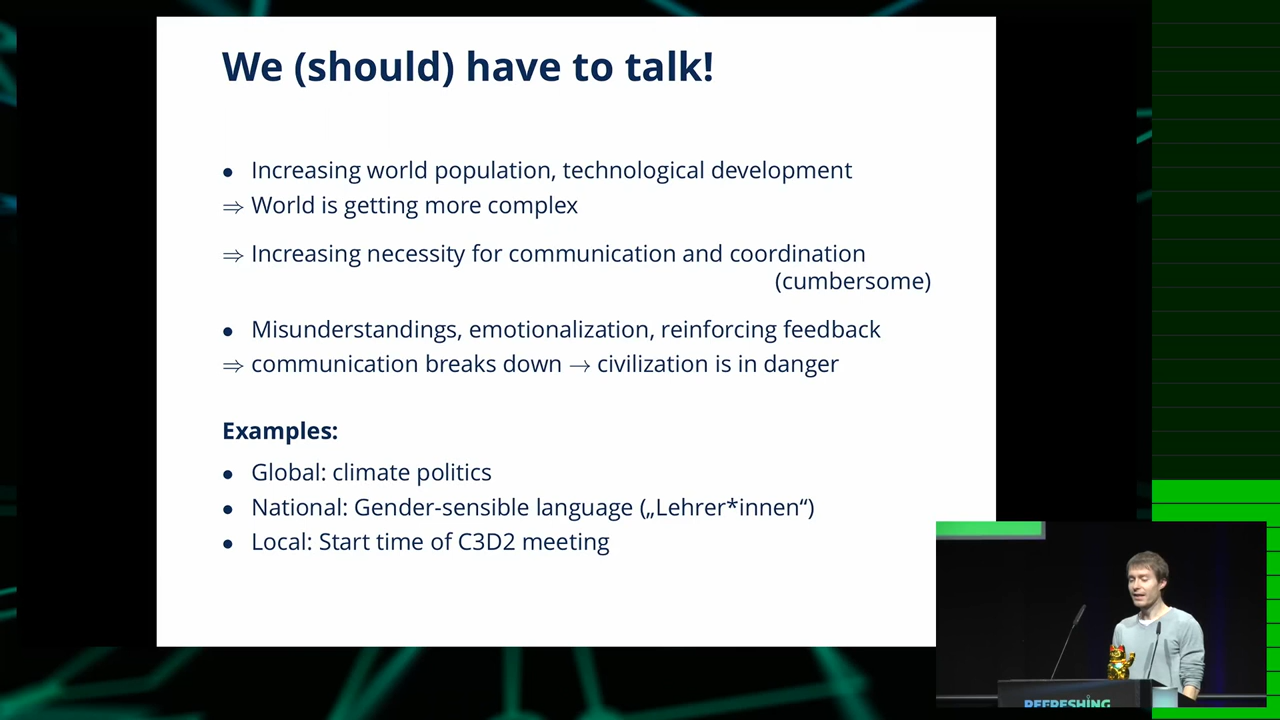 We (should) have to talk!
• Increasing world population, technological development
⇒ World is getting more complex
⇒ Increasing necessity for communication and coordination
(cumbersome)
• Misunderstandings, emotionalization, reinforcing feedback
⇒ communication breaks down → civilization is in danger
Examples:
• Global: climate politics
• National: Gender-sensible language („Lehrer*innen“)
• Local: Start time of C3D2 meeting
REFRESHING